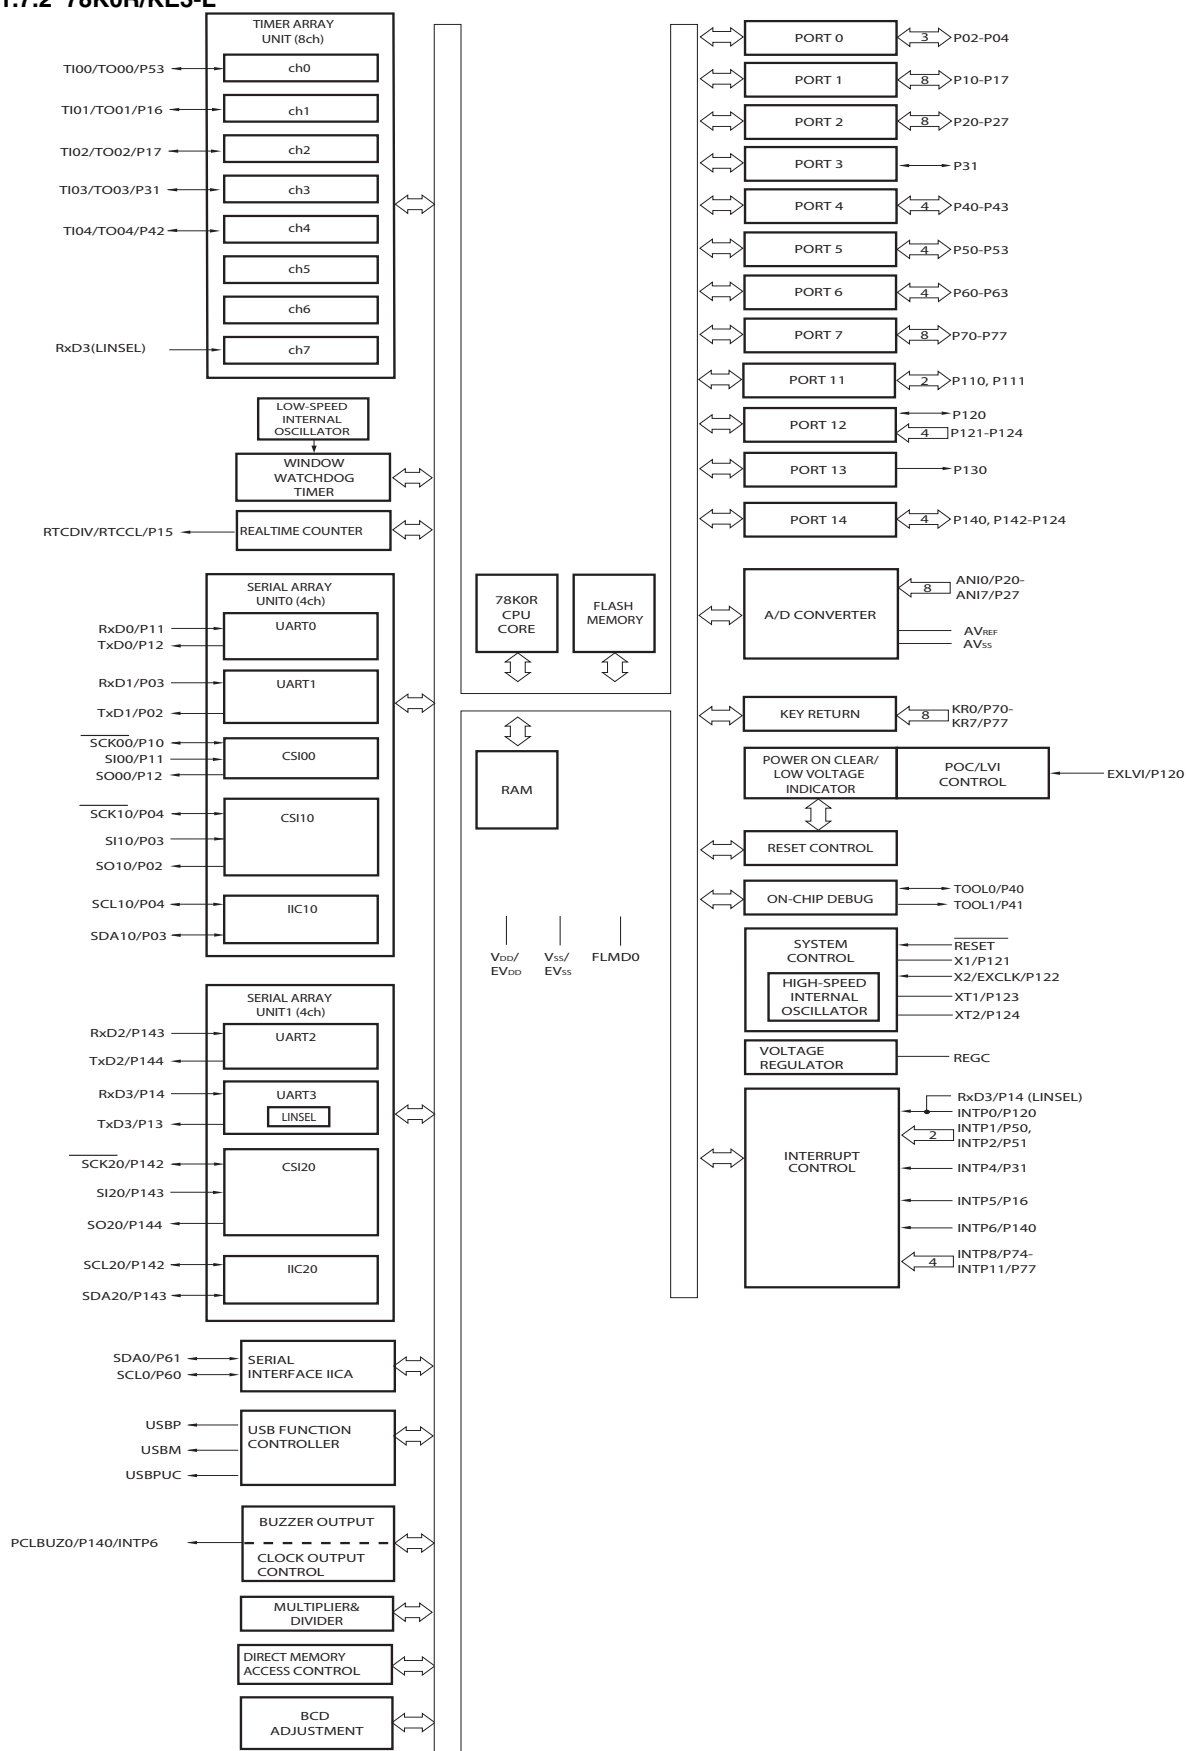 1.7.2 78K0R/KE3-L
TIMER ARRAY
UNIT (8ch)
TI00/TO00/P53
ch0
TI01/TO01/P16
ch1
TI02/TO02/P17
ch2
TI03/TO03/P31
ch3
TI04/TO04/P42
ch4
ch5
ch6
RxD3(LINSEL)
ch7
LOW-SPEED
INTERNAL
OSCILLATOR
WINDOW
WATCHDOG
TIMER
RTCDIV/RTCCL/P15
REALTIME COUNTER
SERIAL ARRAY
UNIT0 (4ch)
UART0
RxD0/P11
TxD0/P12
UART1
RxD1/P03
TxD1/P02
CSI00
SCK00/P10
SI00/P11
SO00/P12
CSI10
SCK10/P04
SI10/P03
SO10/P02
IIC10
SCL10/P04
SDA10/P03
SERIAL ARRAY
UNIT1 (4ch)
UART2
RxD2/P143
TxD2/P144
UART3
LINSEL
RxD3/P14
TxD3/P13
CSI20
SCK20/P142
SI20/P143
SO20/P144
IIC20
SCL20/P142
SDA20/P143
SDA0/P61
SCL0/P60
SERIAL
INTERFACE IICA
USBP
USBM
USBPUC
USB FUNCTION
CONTROLLER
PCLBUZ0/P140/INTP6
BUZZER OUTPUT
CLOCK OUTPUT
CONTROL
MULTIPLIER&
DIVIDER
DIRECT MEMORY
ACCESS CONTROL
BCD
ADJUSTMENT
78K0R
CPU
CORE
FLASH
MEMORY
RAM
VDD/
EVDD
VSS/
EVSS
FLMD0
PORT 0
3
P02-P04
PORT 1
8
P10-P17
PORT 2
8
P20-P27
PORT 3
P31
PORT 4
4
P40-P43
PORT 5
4
P50-P53
PORT 6
4
P60-P63
PORT 7
8
P70-P77
PORT 11
2
P110, P111
PORT 12
P120
4
P121-P124
PORT 13
P130
PORT 14
4
P140, P142-P124
A/D CONVERTER
8
ANI0/P20-
ANI7/P27
AVREF
AVSS
KEY RETURN
8
KR0/P70-
KR7/P77
POWER ON CLEAR/
LOW VOLTAGE
INDICATOR
POC/LVI
CONTROL
EXLVI/P120
RESET CONTROL
ON-CHIP DEBUG
TOOL0/P40
TOOL1/P41
SYSTEM
CONTROL
HIGH-SPEED
INTERNAL
OSCILLATOR
RESET
X1/P121
X2/EXCLK/P122
XT1/P123
XT2/P124
VOLTAGE
REGULATOR
REGC
INTERRUPT
CONTROL
RxD3/P14 (LINSEL)
INTP0/P120
2
INTP1/P50,
INTP2/P51
INTP4/P31
INTP5/P16
INTP6/P140
4
INTP8/P74-
INTP11/P77